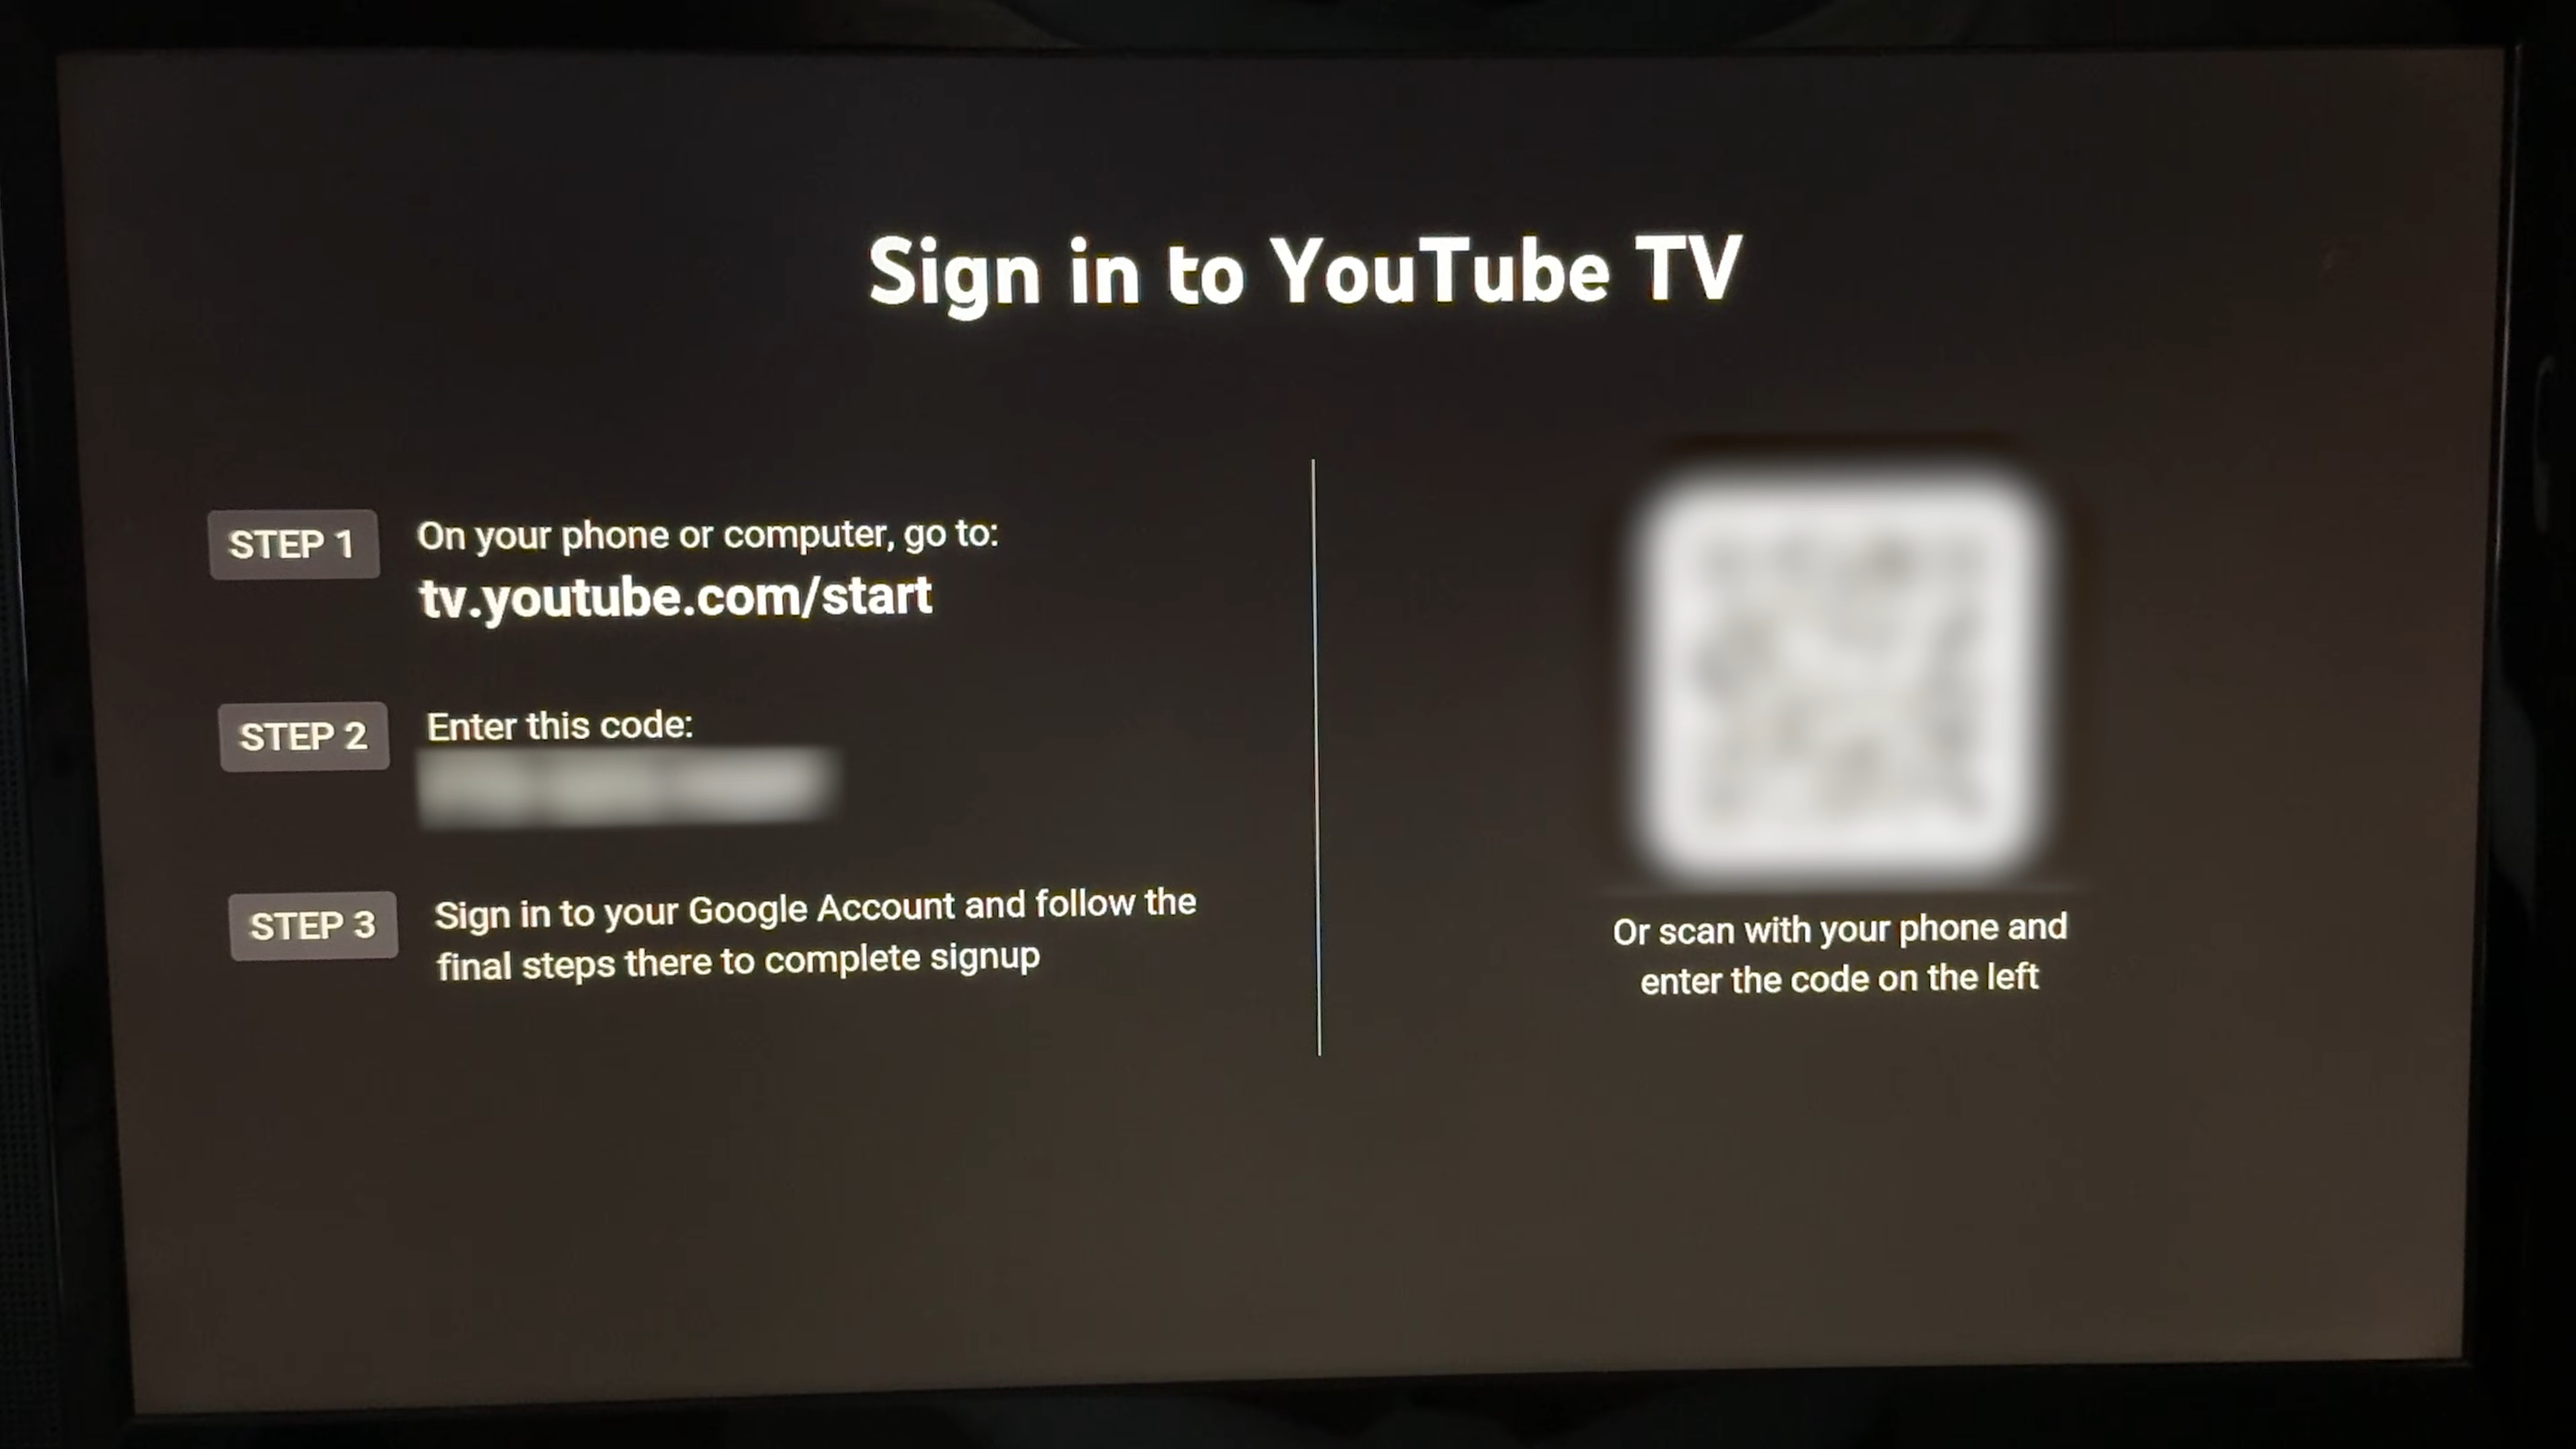 Sign in to YouTube TV
STEP 1
On your phone or computer, go to:
tv.youtube.com/start
STEP 2
Enter this code:
STEP 3
Sign in to your Google Account and follow the
final steps there to complete signup
Or scan with your phone and
enter the code on the left